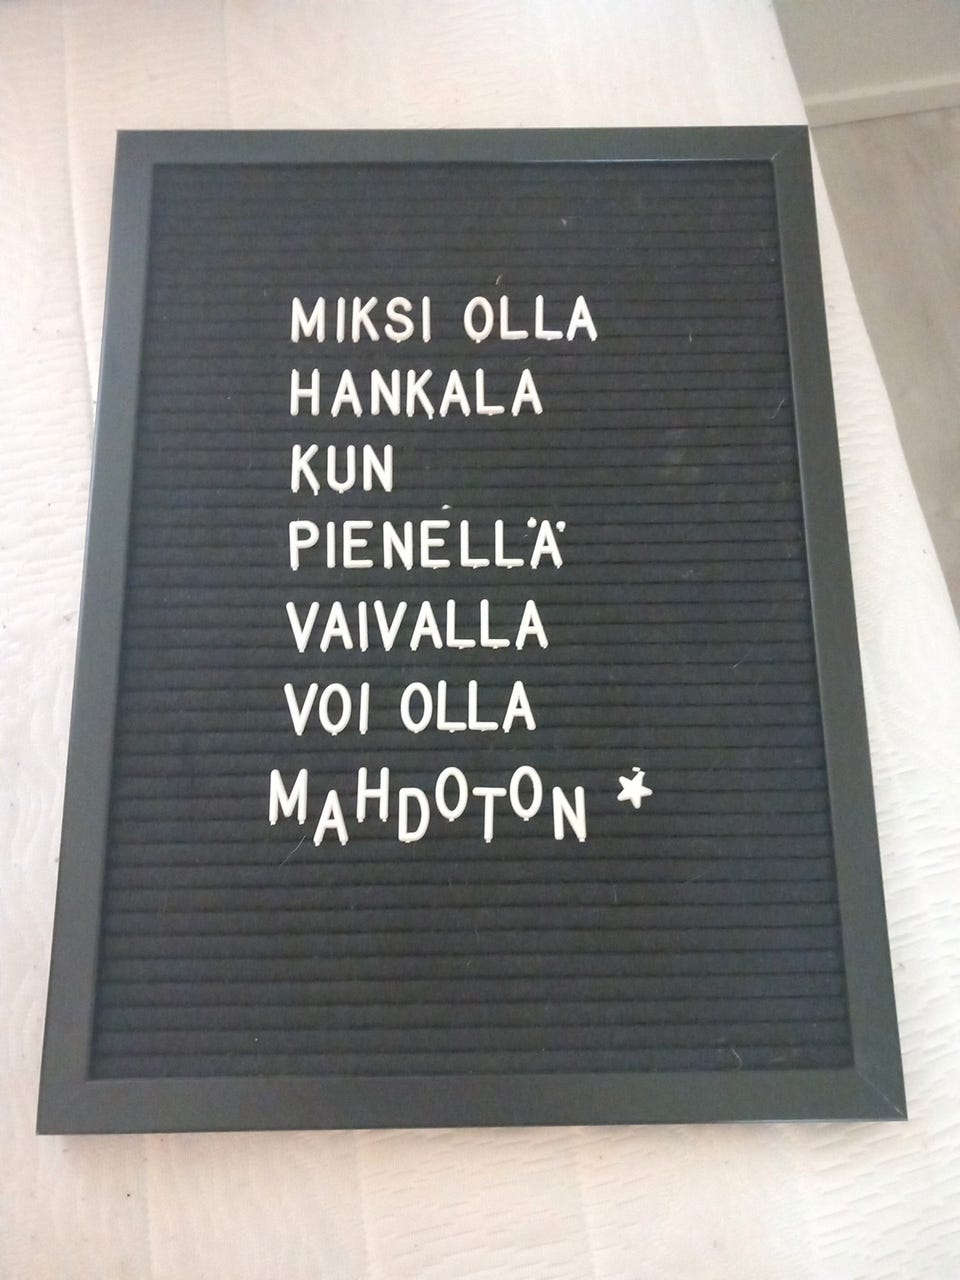 MIKSI OLLA
HANKALA
KUN
PIENELLÄ
VAIVALLA
VOI OLLA
MAHDOTON *